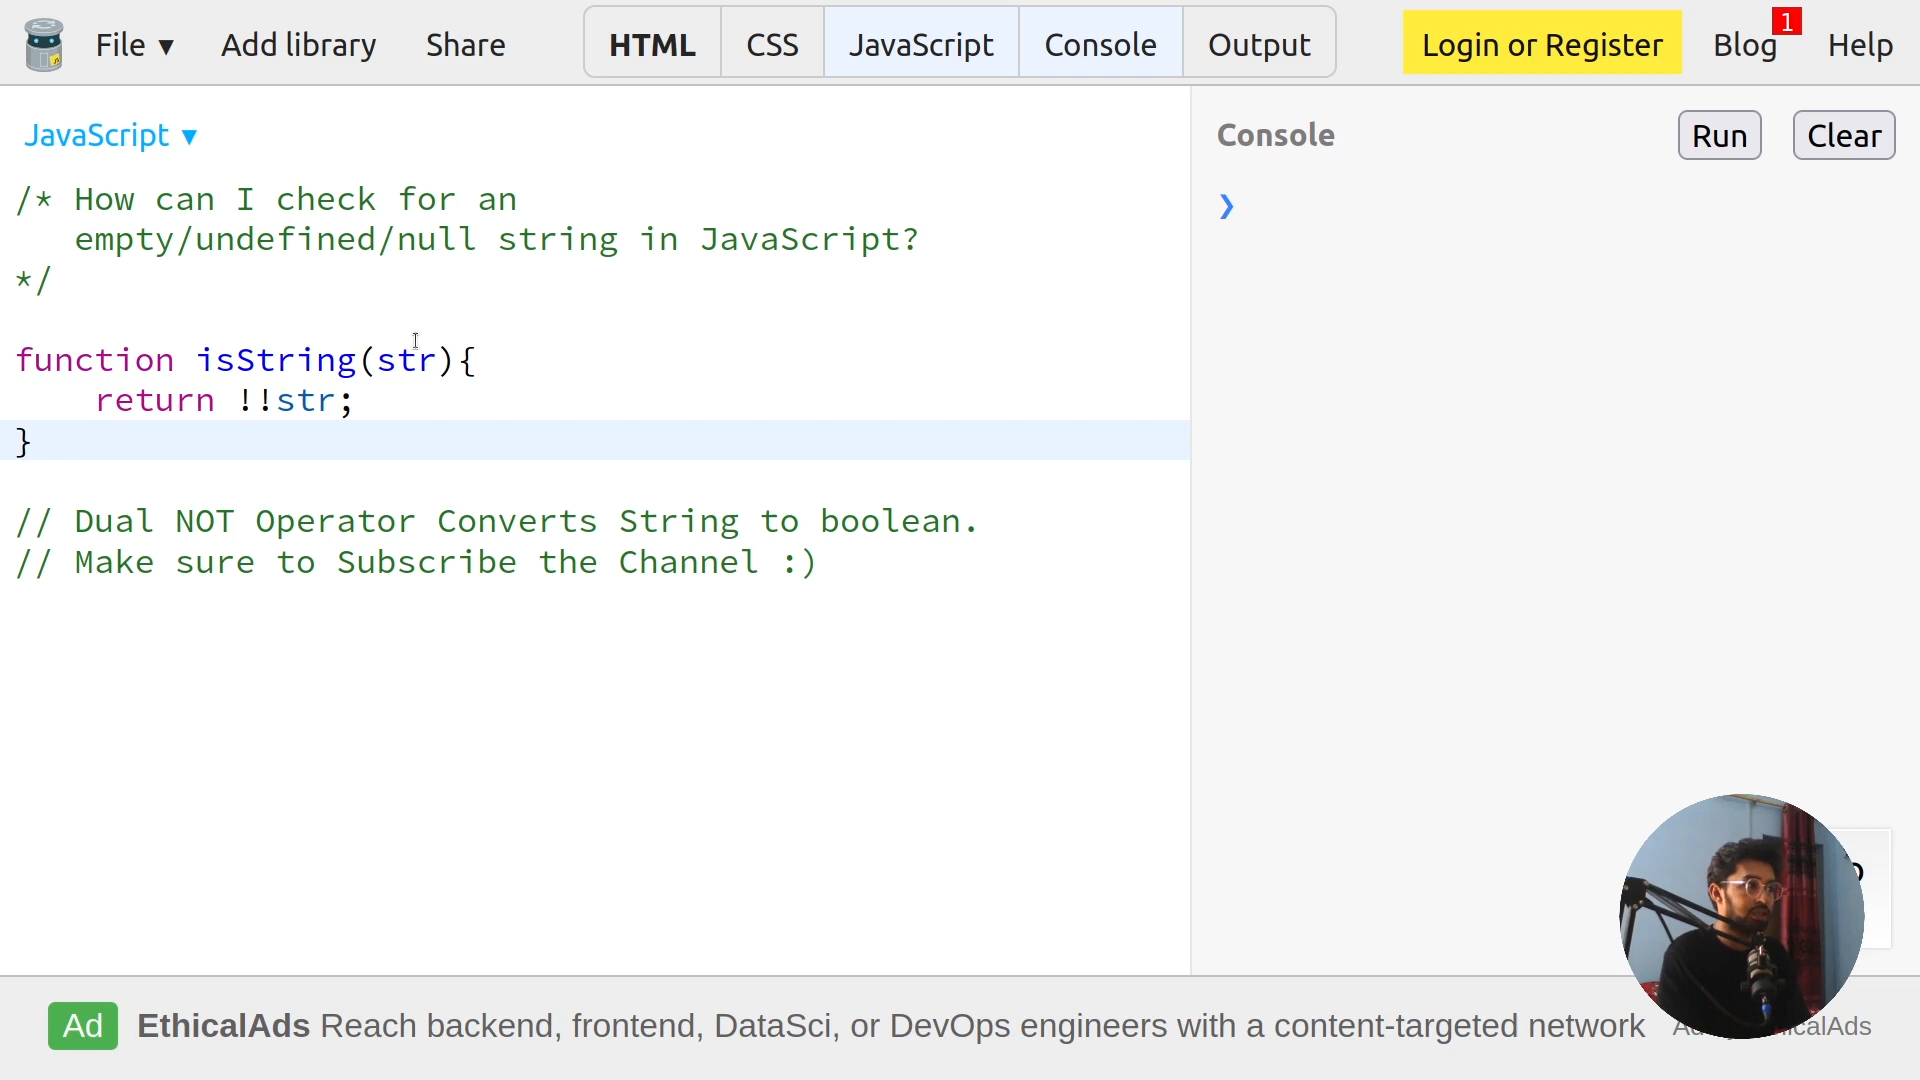 File ▼ Add library Share HTML CSS JavaScript Console Output Login or Register Blog 1 Help
JavaScript ▼
Console Run Clear
/* How can I check for an
empty/undefined/null string in JavaScript?
*/
function isString(str){
return !!str;
}
// Dual NOT Operator Converts String to boolean.
// Make sure to Subscribe the Channel :)
❯
Ad EthicalAds Reach backend, frontend, DataSci, or DevOps engineers with a content-targeted network